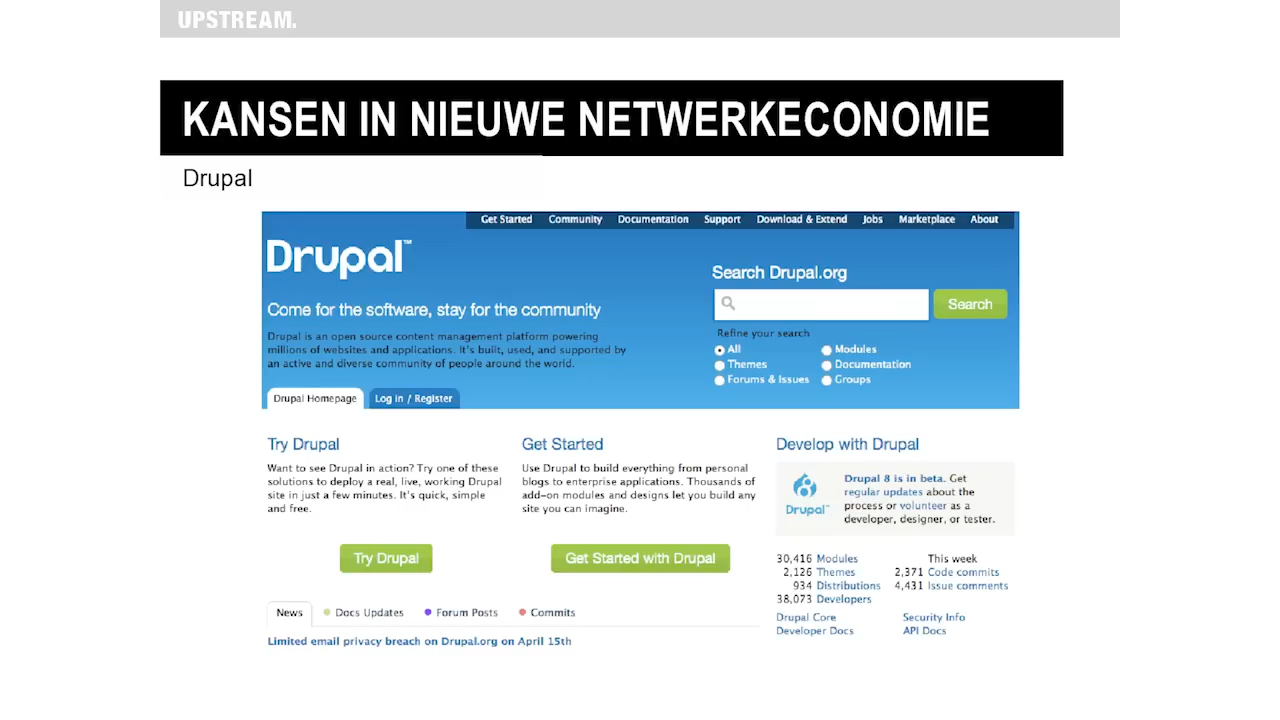 UPSTREAM.
KANSEN IN NIEUWE NETWERKECONOMIE
Drupal
Get Started Community Documentation Support Download & Extend Jobs Marketplace About
Drupal™
Come for the software, stay for the community
Drupal is an open source content management platform powering
millions of websites and applications. It's built, used, and supported by
an active and diverse community of people around the world.
Search Drupal.org
Search
Refine your search
All Modules
Themes Documentation
Forums & Issues Groups
Drupal Homepage Log in / Register
Try Drupal
Want to see Drupal in action? Try one of these
solutions to deploy a real, live, working Drupal
site in just a few minutes. It's quick, simple
and free.
Try Drupal
Get Started
Use Drupal to build everything from personal
blogs to enterprise applications. Thousands of
add-on modules and designs let you build any
site you can imagine.
Get Started with Drupal
Develop with Drupal
Drupal™
Drupal 8 is in beta. Get
regular updates about the
process or volunteer as a
developer, designer, or tester.
30,416 Modules This week
2,126 Themes 2,371 Code commits
934 Distributions 4,431 Issue comments
38,073 Developers
Drupal Core Security Info
Developer Docs API Docs
News Docs Updates Forum Posts Commits
Limited email privacy breach on Drupal.org on April 15th